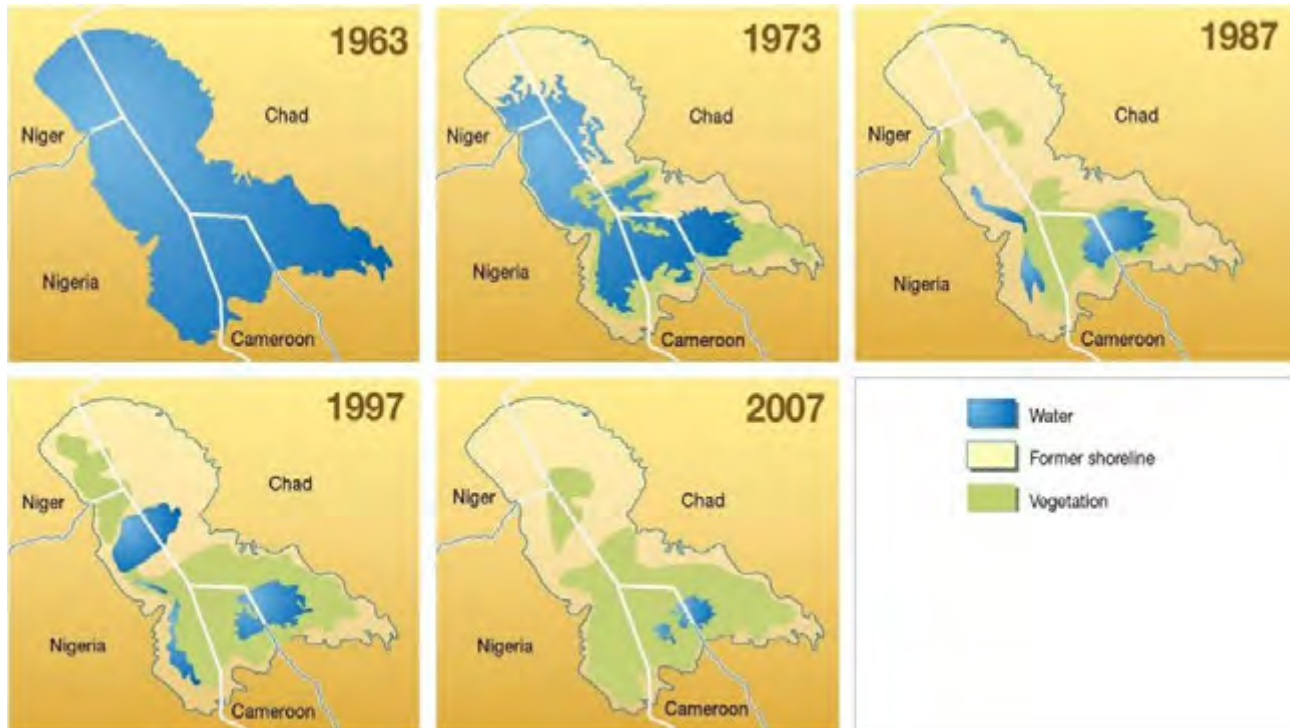 1963
Chad
Niger
Nigeria
Cameroon
1973
Chad
Niger
Nigeria
Cameroon
1987
Chad
Niger
Nigeria
Cameroon
1997
Chad
Niger
Nigeria
Cameroon
2007
Chad
Niger
Nigeria
Cameroon
Water
Former shoreline
Vegetation